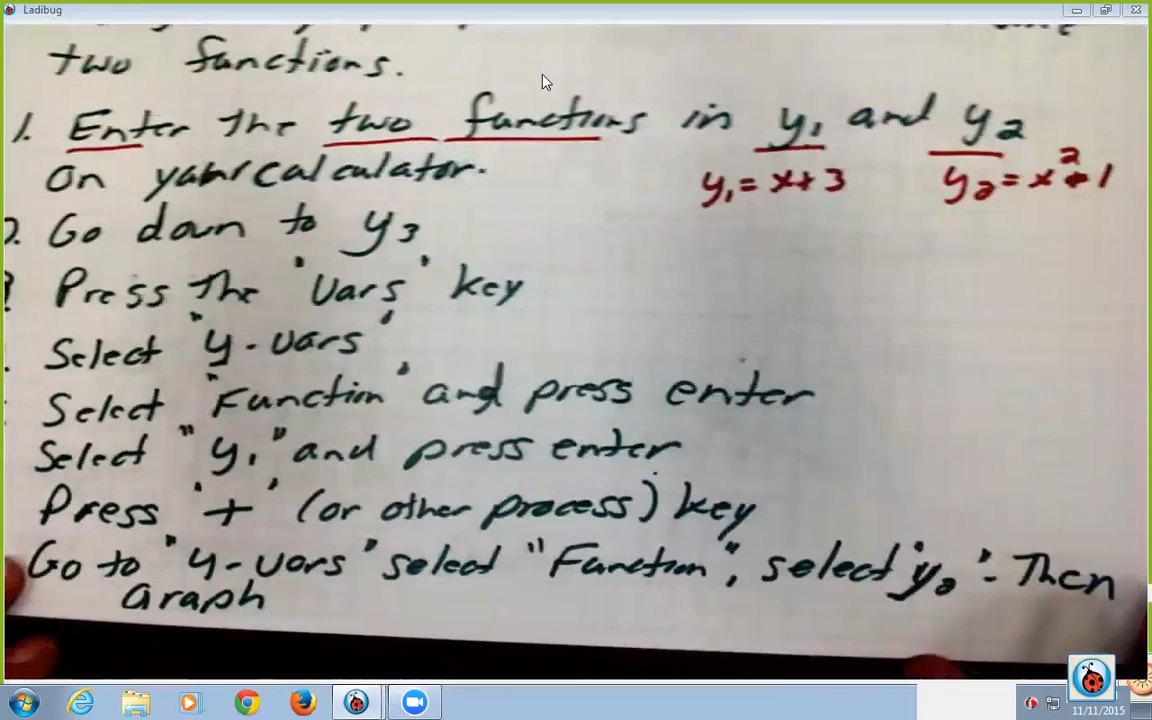 Ladibug
two functions.
1. Enter the two functions in y₁ and y₂
on your calculator.
y₁ = x+3 y₂ = x²-1
2. Go down to y₃
Press the "Vars" key
Select "y-vars"
Select "Function" and press enter
Select "y₁" and press enter
Press "+" (or other process) key
Go to "y-vars" select "Function", select "y₂". Then
Graph
11/11/2015